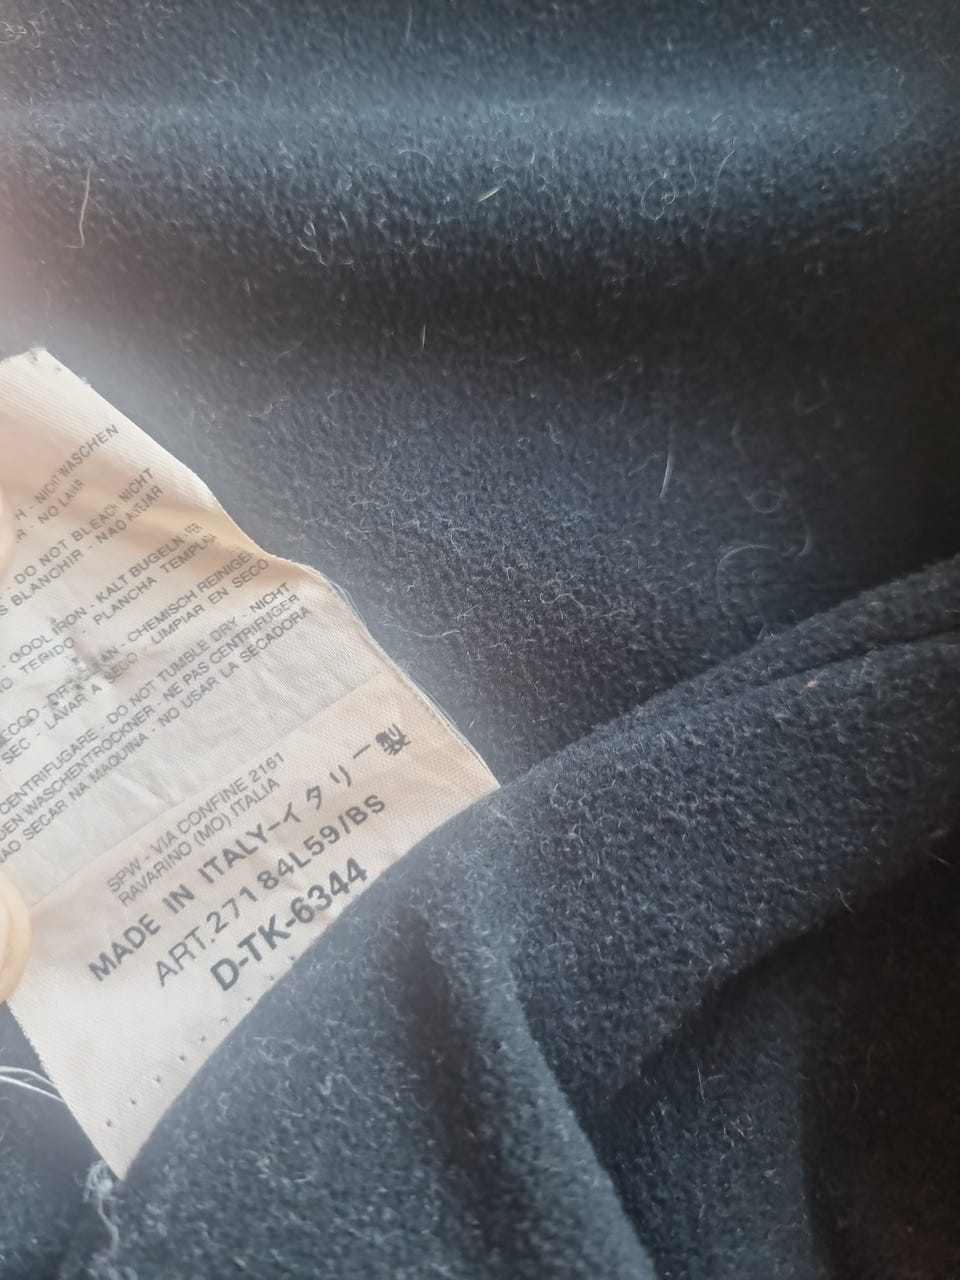 - NICHT WASCHEN
- NO LAVAR
DO NOT BLEACH - NICHT
BLANCHIR - NAO ALVEJAR
- COOL IRON - KALT BUGELN - FER
TEPIDO - PLANCHA TEMPLADA
SECCO - DRY CLEAN - CHEMISCH REINIGEN
SEC - LAVAR A SECO - LIMPIAR EN SECO
CENTRIFUGARE - DO NOT TUMBLE DRY - NICHT
DEN WASCHENTROCKNER - NE PAS CENTRIFUGER
NAO SECAR NA MAQUINA - NO USAR LA SECADORA
SPW - VIA CONFINE 2161
RAVARINO (MO) ITALIA
MADE IN ITALY-イタリー製
ART.27184L59/BS
D-TK-6344